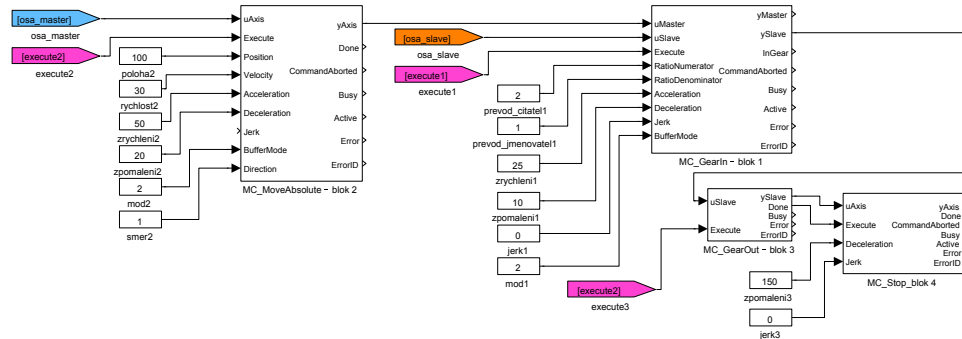 [osa_master]
osa_master
[execute2]
execute2
100
poloha2
30
rychlost2
50
zrychleni2
20
zpomaleni2
2
mod2
1
smer2
uAxis
Execute
Position
Velocity
Acceleration
Deceleration
Jerk
BufferMode
Direction
yAxis
Done
CommandAborted
Busy
Active
Error
ErrorID
MC_MoveAbsolute − blok 2
[osa_slave]
osa_slave
[execute1]
execute1
2
prevod_citatel1
1
prevod_jmenovatel1
25
zrychleni1
10
zpomaleni1
0
jerk1
2
mod1
uMaster
uSlave
Execute
RatioNumerator
RatioDenominator
Acceleration
Deceleration
Jerk
BufferMode
yMaster
ySlave
InGear
CommandAborted
Busy
Active
Error
ErrorID
MC_GearIn − blok 1
[execute2]
execute3
uSlave
Execute
ySlave
Done
Busy
Error
ErrorID
MC_GearOut − blok 3
150
zpomaleni3
0
jerk3
uAxis
Execute
Deceleration
Jerk
yAxis
Done
CommandAborted
Busy
Active
Error
ErrorID
MC_Stop_blok 4